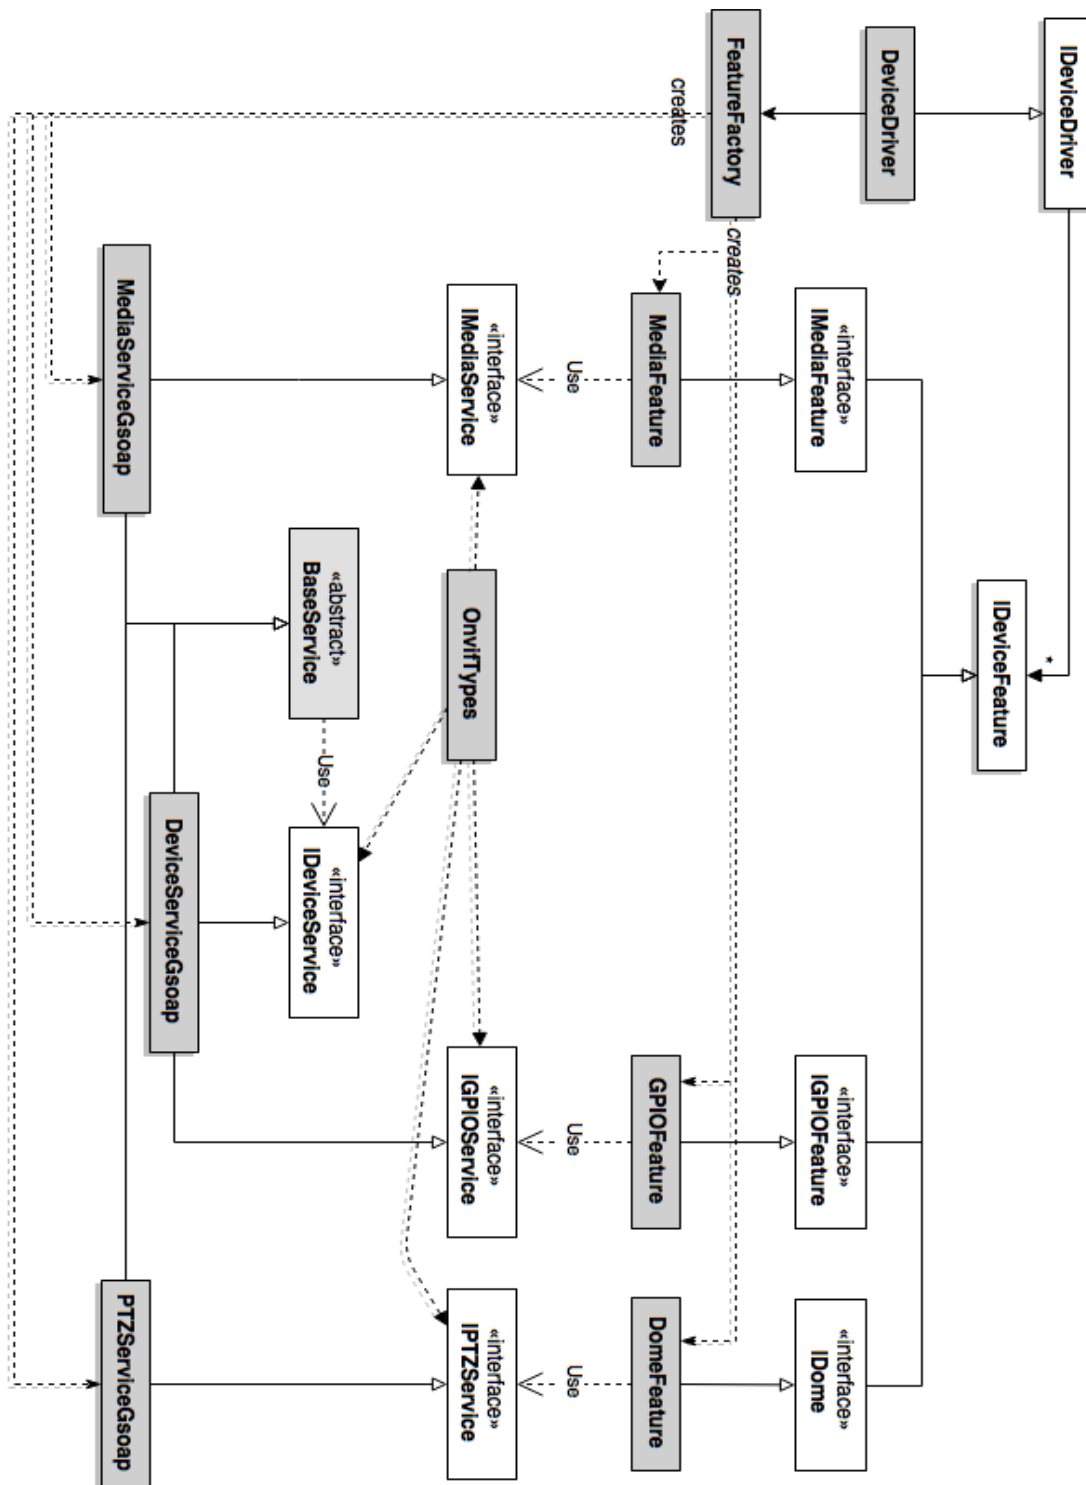 IDeviceDriver
*
IDeviceFeature
DeviceDriver
«interface»
IMediaFeature
«interface»
IGPIOFeature
«interface»
IDome
FeatureFactory
creates
creates
MediaFeature
GPIOFeature
DomeFeature
Use
Use
Use
«interface»
IMediaService
OnvifTypes
«interface»
IGPIOService
«interface»
IPTZService
«abstract»
BaseService
Use
«interface»
IDeviceService
DeviceServiceGsoap
MediaServiceGsoap
PTZServiceGsoap